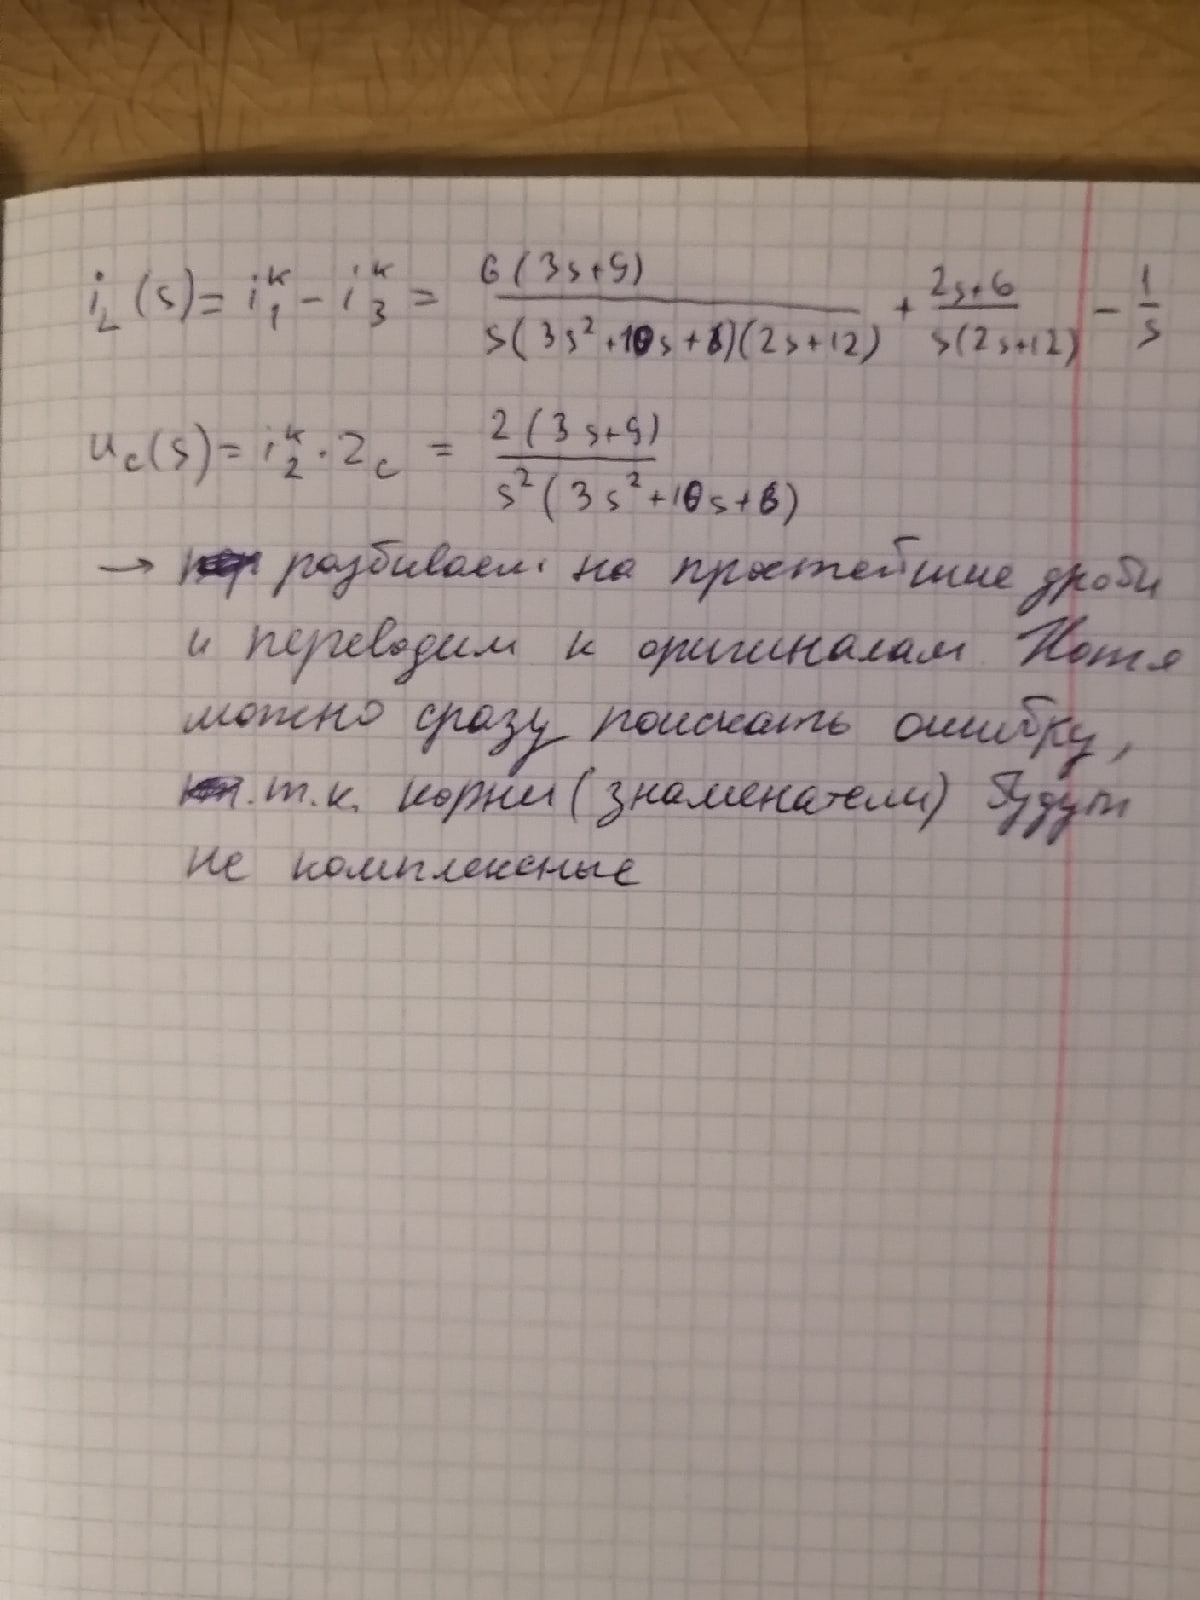 i_L(s) = i_1^k - i_3^k = 6(3s+9) / s(3s²+10s+8)(2s+12) + 2s+6 / s(2s+12) - 1/s
u_c(s) = i_2^k · Z_c = 2(3s+9) / s²(3s²+10s+8)
→ разбиваем на простейшие дроби
и переводим к оригиналам Хотя
можно сразу поискать ошибку,
т.к. корни (знаменатели) будут
не комплексные